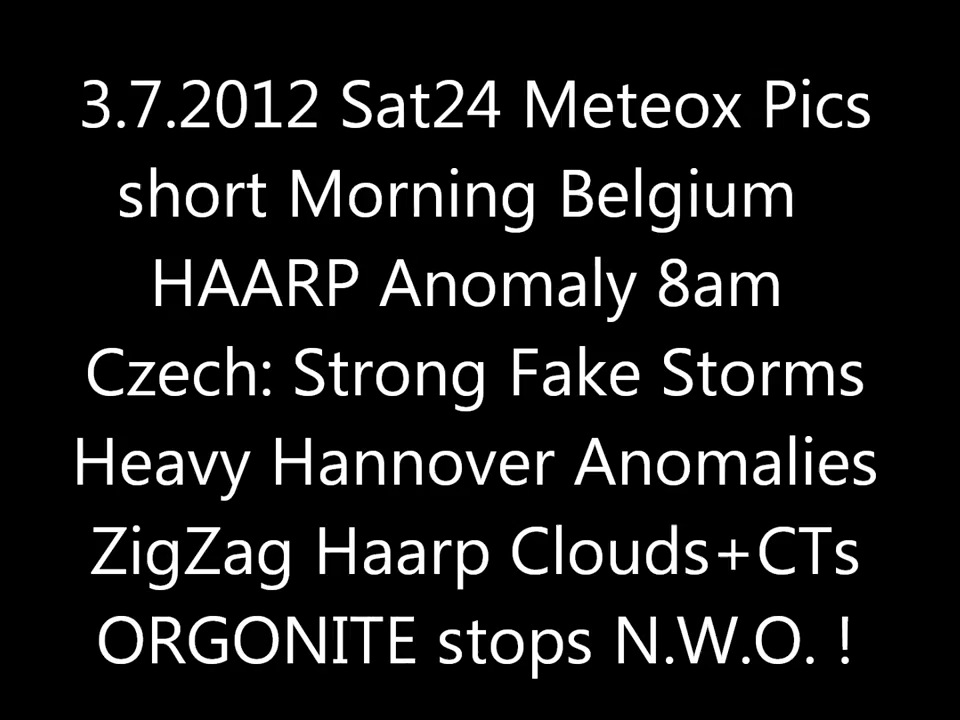 3.7.2012 Sat24 Meteox Pics
short Morning Belgium
HAARP Anomaly 8am
Czech: Strong Fake Storms
Heavy Hannover Anomalies
ZigZag Haarp Clouds+CTs
ORGONITE stops N.W.O. !